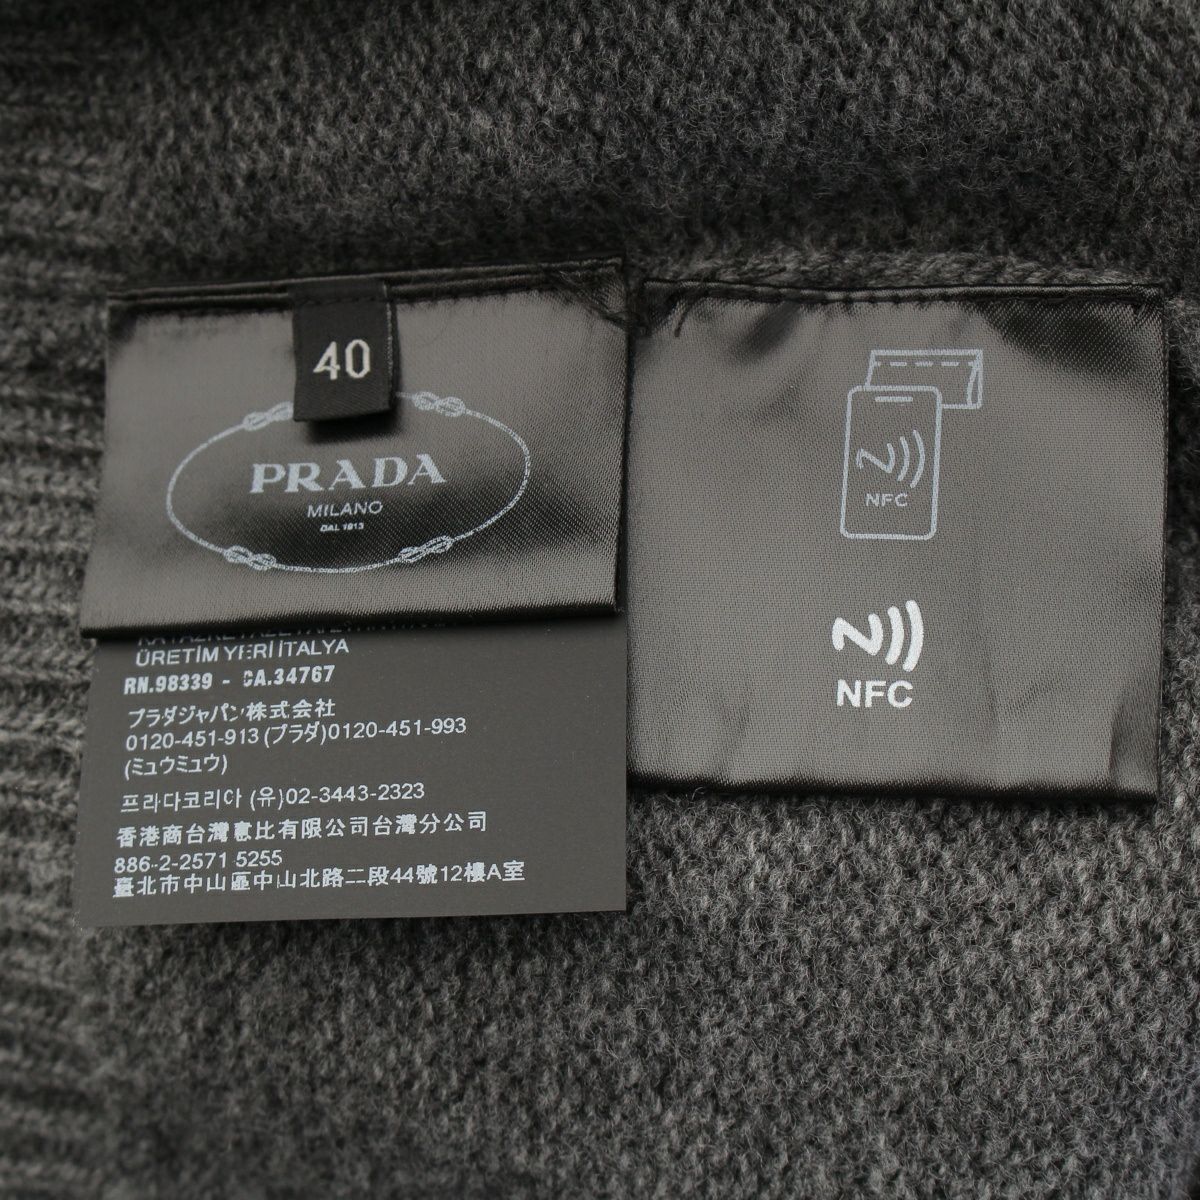 40
PRADA
MILANO
DAL 1913
ÜRETİM YERİ İTALYA
RN.98339 - CA.34767
プラダジャパン株式会社
0120-451-913 (プラダ)0120-451-993
(ミュウミュウ)
프라다코리아 (유)02-3443-2323
香港商台灣惠比有限公司台灣分公司
886-2-2571 5255
臺北市中山區中山北路二段44號12樓A室
NFC
NFC